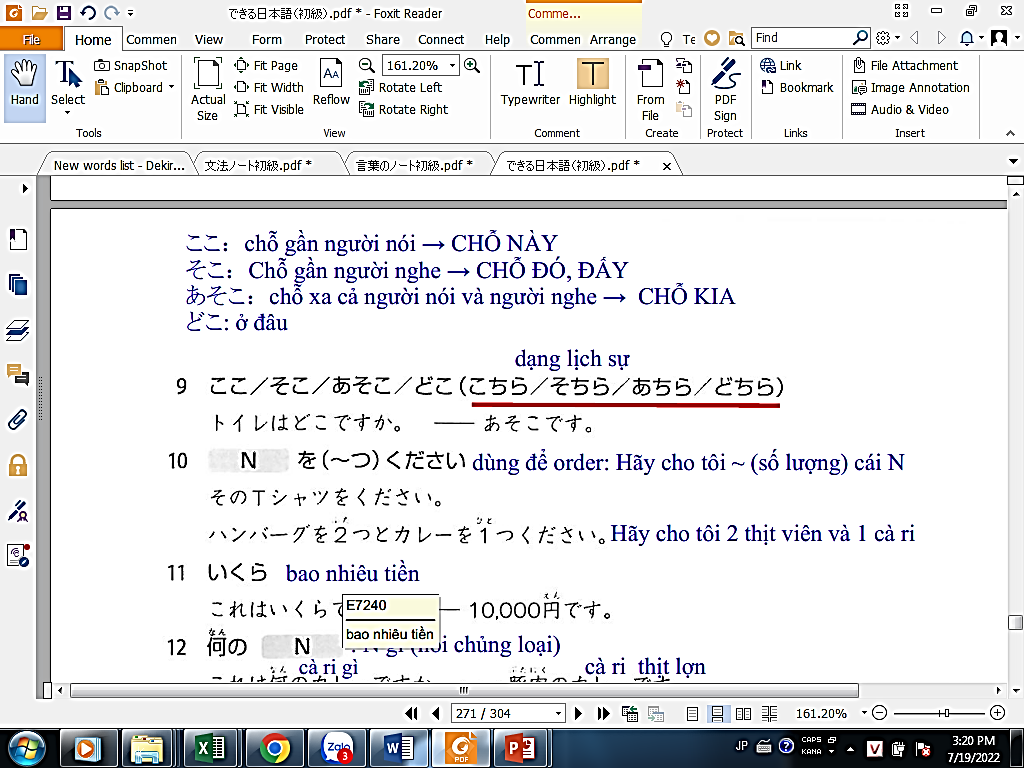 できる日本語(初級).pdf * - Foxit Reader
Comme...
File Home Commen View Form Protect Share Connect Help Commen Arrange Te Find
Hand
Select
SnapShot
Clipboard
Tools
Actual Size
Fit Page
Fit Width
Fit Visible
Reflow
161.20%
Rotate Left
Rotate Right
View
Typewriter
Highlight
Comment
From File
Create
PDF Sign
Protect
Link
Bookmark
Links
File Attachment
Image Annotation
Audio & Video
Insert
New words list - Dekir... 文法ノート初級.pdf * 言葉のノート初級.pdf * できる日本語(初級).pdf *
ここ：chỗ gần người nói → CHỖ NÀY
そこ：Chỗ gần người nghe → CHỖ ĐÓ, ĐẤY
あそこ：chỗ xa cả người nói và người nghe → CHỖ KIA
どこ: ở đâu
dạng lịch sự
9 ここ／そこ／あそこ／どこ(こちら／そちら／あちら／どちら)
トイレはどこですか。 ―― あそこです。
10 N を(～つ)ください dùng để order: Hãy cho tôi ~ (số lượng) cái N
そのTシャツをください。
ハンバーグを2つとカレーを1つください。Hãy cho tôi 2 thịt viên và 1 cà ri
11 いくら bao nhiêu tiền
これはいくらで
E7240
bao nhiêu tiền
10,000円です。
えん
12 何の N
なん
chủng loại)
cà ri gì cà ri thịt lợn
271 / 304
161.20%
JP
CAPS
KANA
3:20 PM
7/19/2022
Zalo
3
PDF